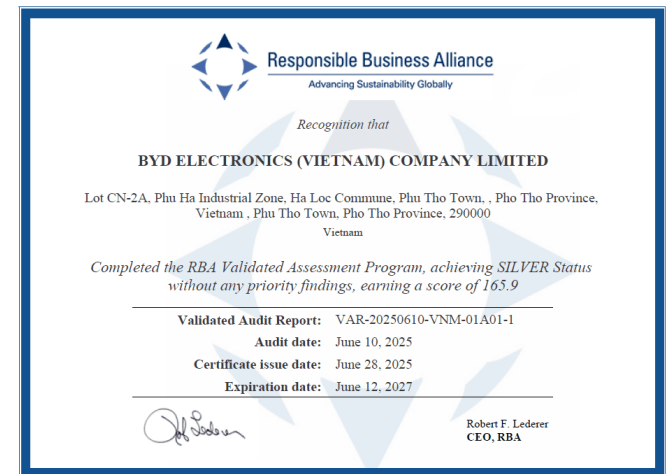 Responsible Business Alliance
Advancing Sustainability Globally
Recognition that
BYD ELECTRONICS (VIETNAM) COMPANY LIMITED
Lot CN-2A, Phu Ha Industrial Zone, Ha Loc Commune, Phu Tho Town, , Pho Tho Province,
Vietnam , Phu Tho Town, Pho Tho Province, 290000
Vietnam
Completed the RBA Validated Assessment Program, achieving SILVER Status
without any priority findings, earning a score of 165.9
Validated Audit Report: VAR-20250610-VNM-01A01-1
Audit date: June 10, 2025
Certificate issue date: June 28, 2025
Expiration date: June 12, 2027
Robert F. Lederer
CEO, RBA